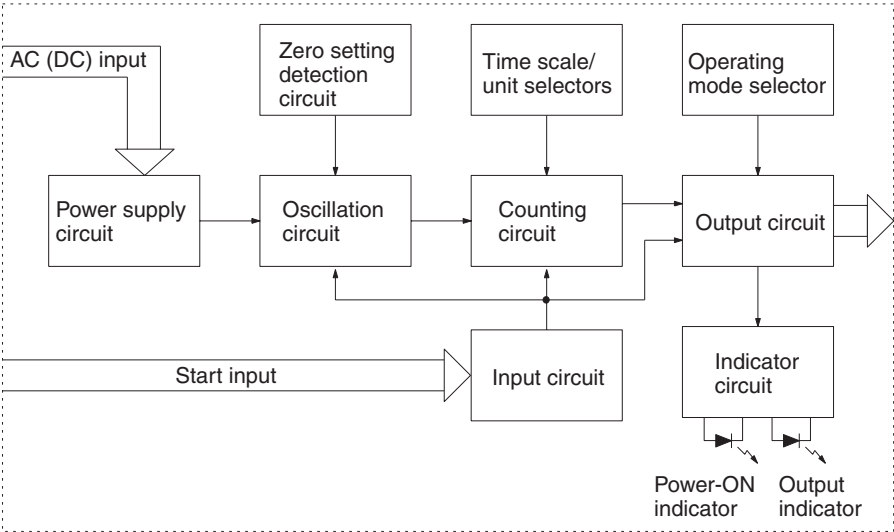 AC (DC) input
Zero setting
detection
circuit
Time scale/
unit selectors
Operating
mode selector
Power supply
circuit
Oscillation
circuit
Counting
circuit
Output circuit
Start input
Input circuit
Indicator
circuit
Power-ON
indicator
Output
indicator